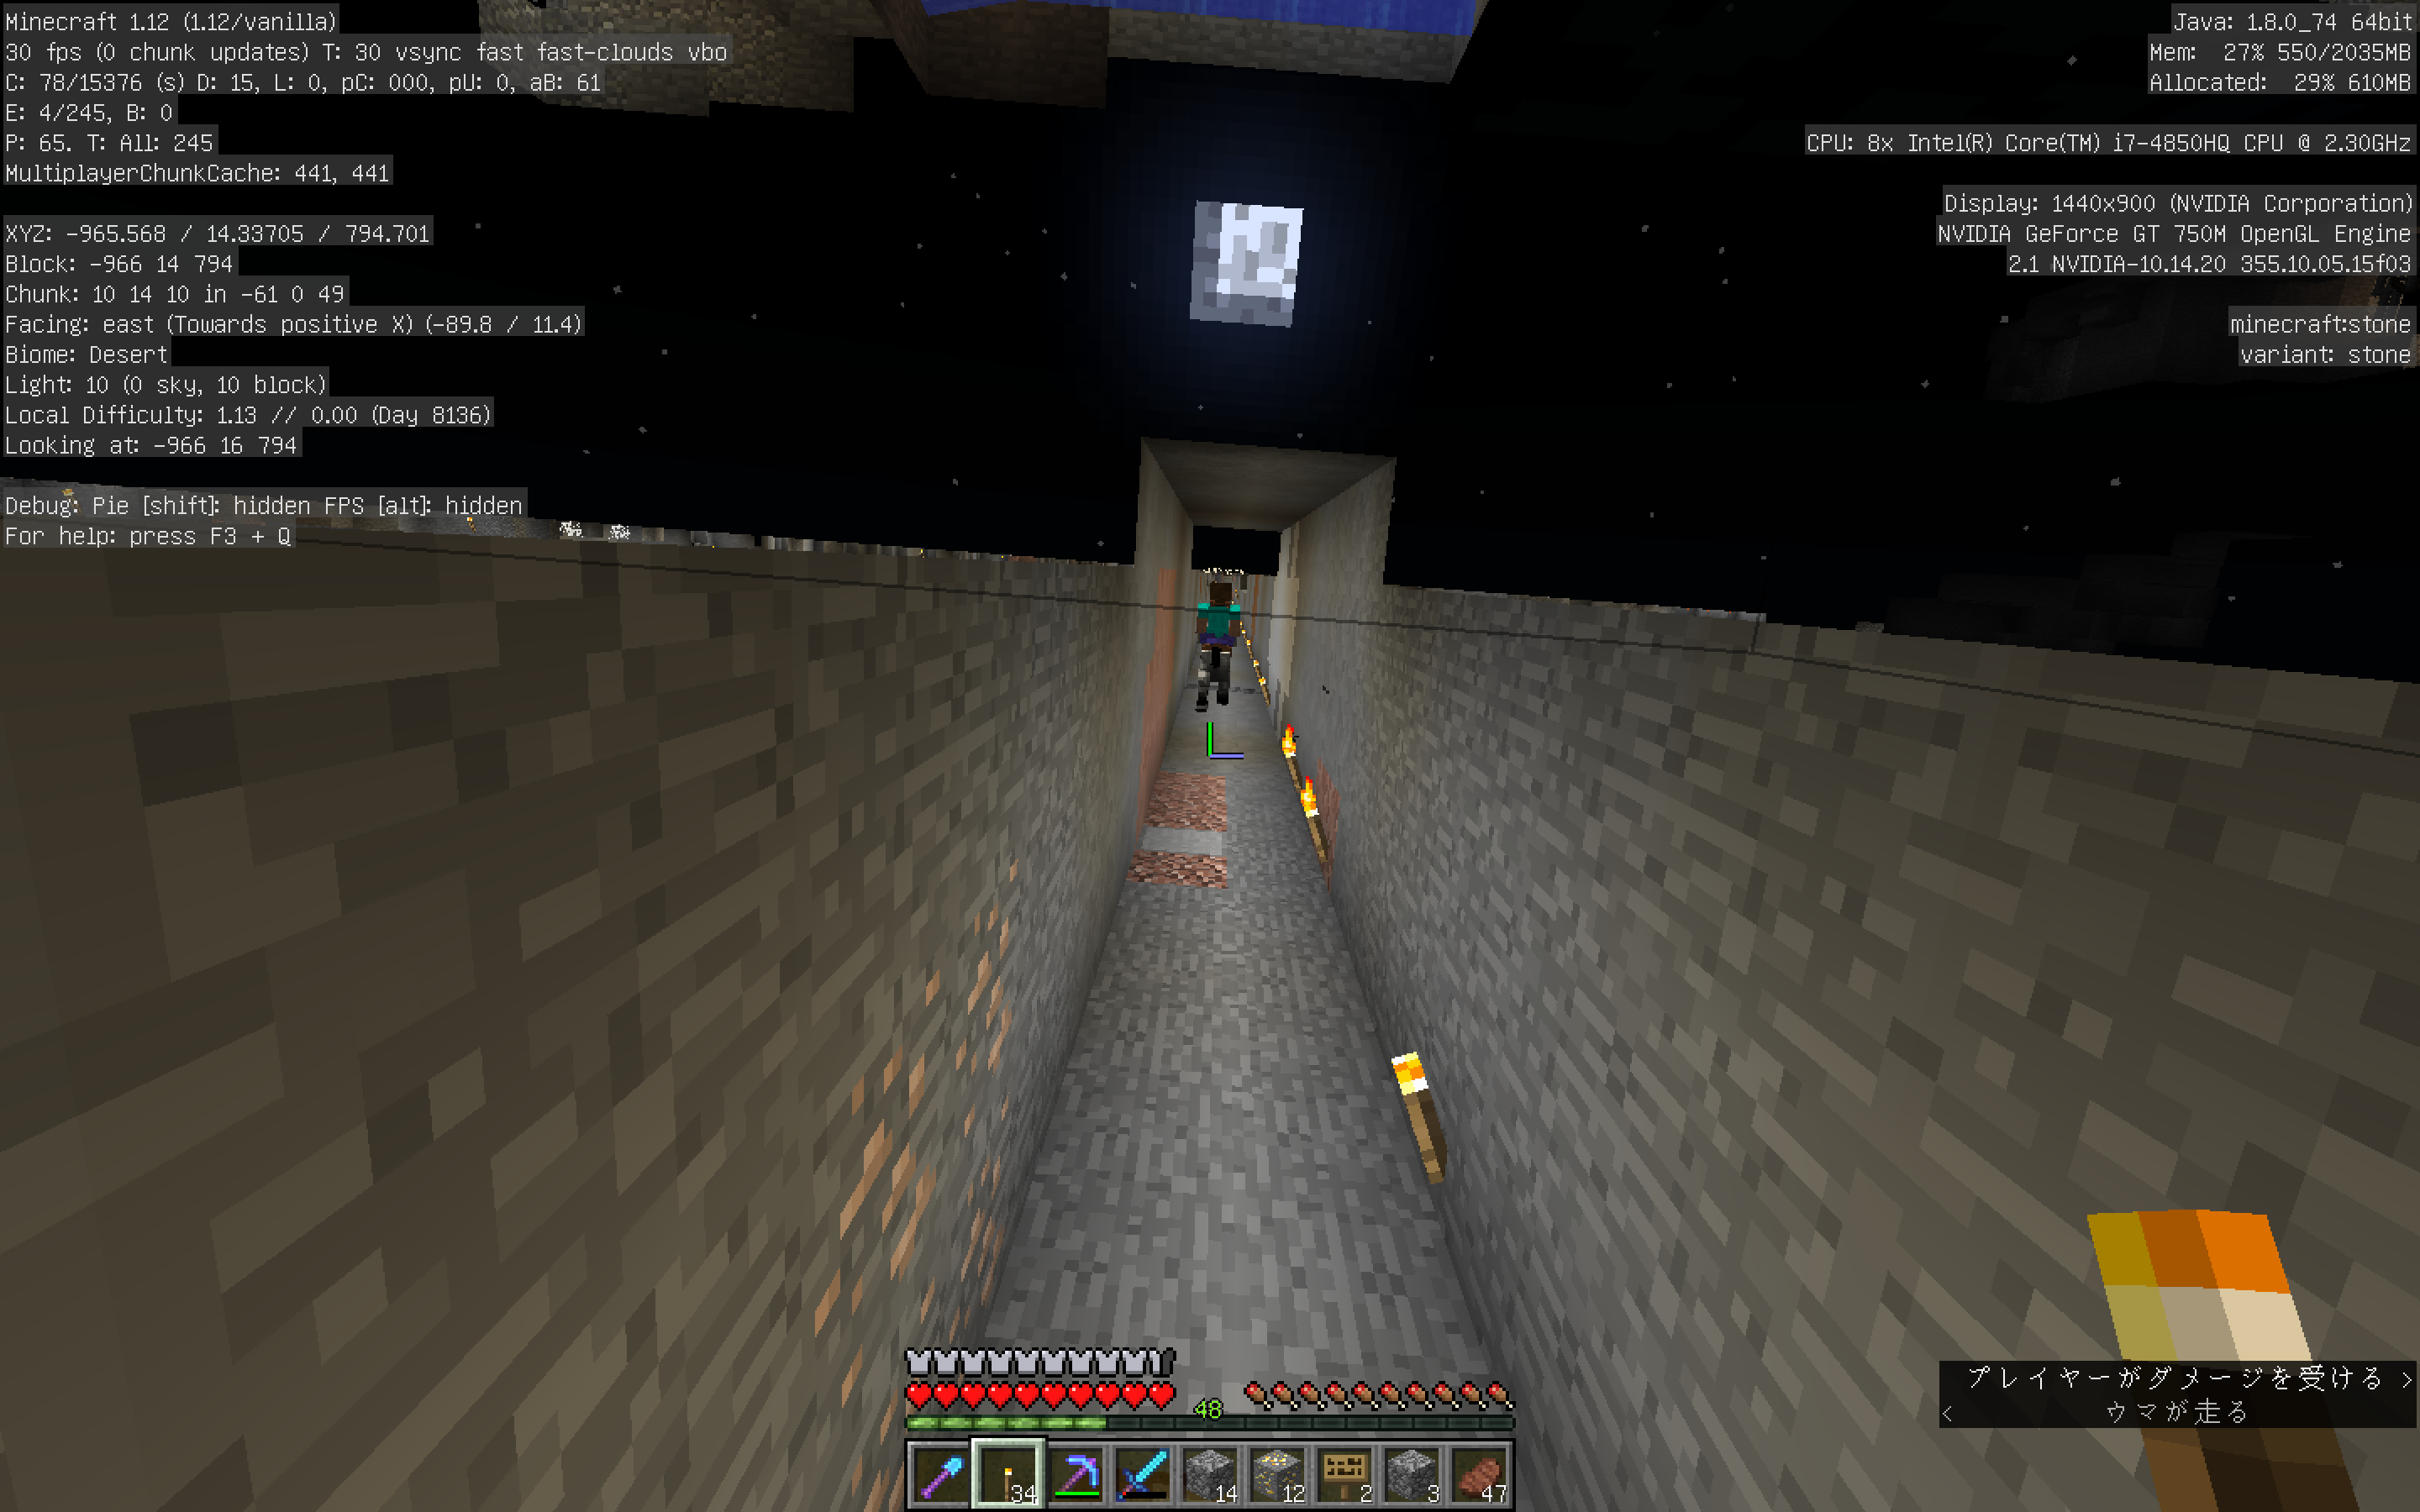 Minecraft 1.12 (1.12/vanilla)
30 fps (0 chunk updates) T: 30 vsync fast fast-clouds vbo
C: 78/15376 (s) D: 15, L: 0, pC: 000, pU: 0, aB: 61
E: 4/245, B: 0
P: 65. T: All: 245
MultiplayerChunkCache: 441, 441
XYZ: -965.568 / 14.33705 / 794.701
Block: -966 14 794
Chunk: 10 14 10 in -61 0 49
Facing: east (Towards positive X) (-89.8 / 11.4)
Biome: Desert
Light: 10 (0 sky, 10 block)
Local Difficulty: 1.13 // 0.00 (Day 8136)
Looking at: -966 16 794
Debug: Pie [shift]: hidden FPS [alt]: hidden
For help: press F3 + Q
Java: 1.8.0_74 64bit
Mem: 27% 550/2035MB
Allocated: 29% 610MB
CPU: 8x Intel(R) Core(TM) i7-4850HQ CPU @ 2.30GHz
Display: 1440x900 (NVIDIA Corporation)
NVIDIA GeForce GT 750M OpenGL Engine
2.1 NVIDIA-10.14.20 355.10.05.15f03
minecraft:stone
variant: stone
プレイヤーがダメージを受ける >
< ウマが走る
48
34 14 12 2 3 47